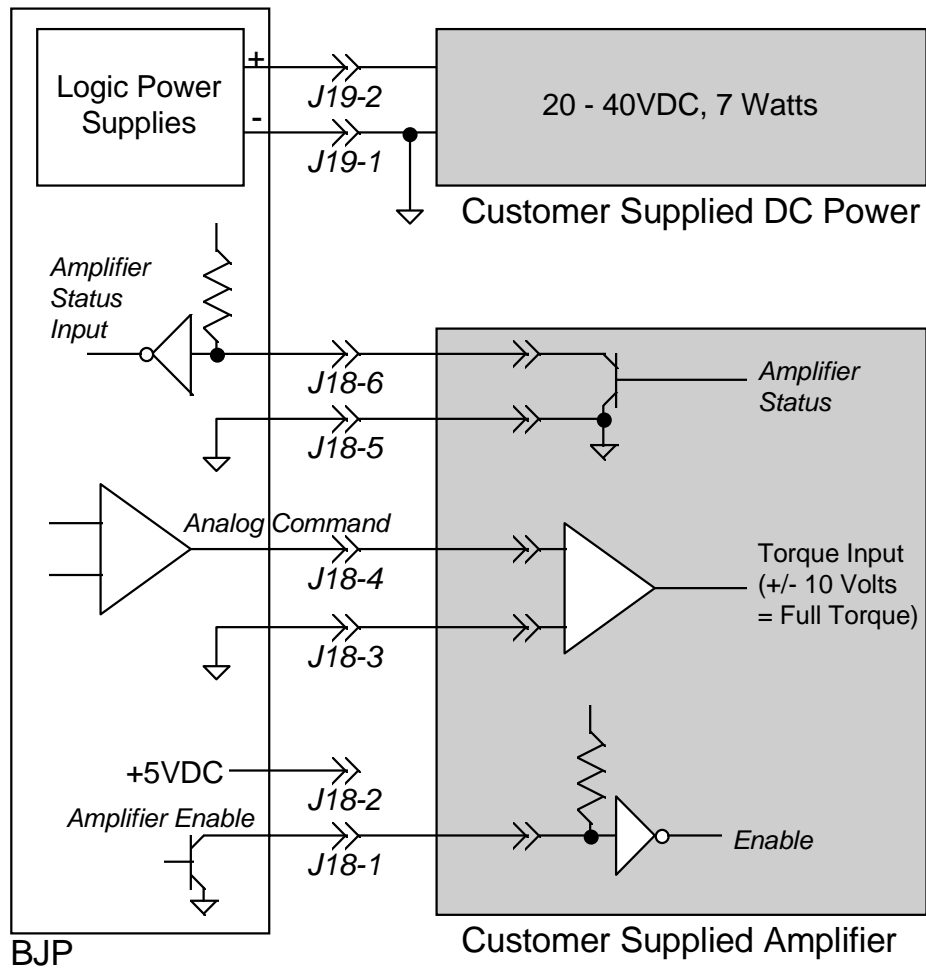 +
Logic Power
Supplies
-
J19-2
J19-1
20 - 40VDC, 7 Watts
Customer Supplied DC Power
Amplifier
Status
Input
J18-6
Amplifier
Status
J18-5
Analog Command
J18-4
Torque Input
(+/- 10 Volts
= Full Torque)
J18-3
+5VDC
J18-2
Amplifier Enable
J18-1
Enable
BJP
Customer Supplied Amplifier